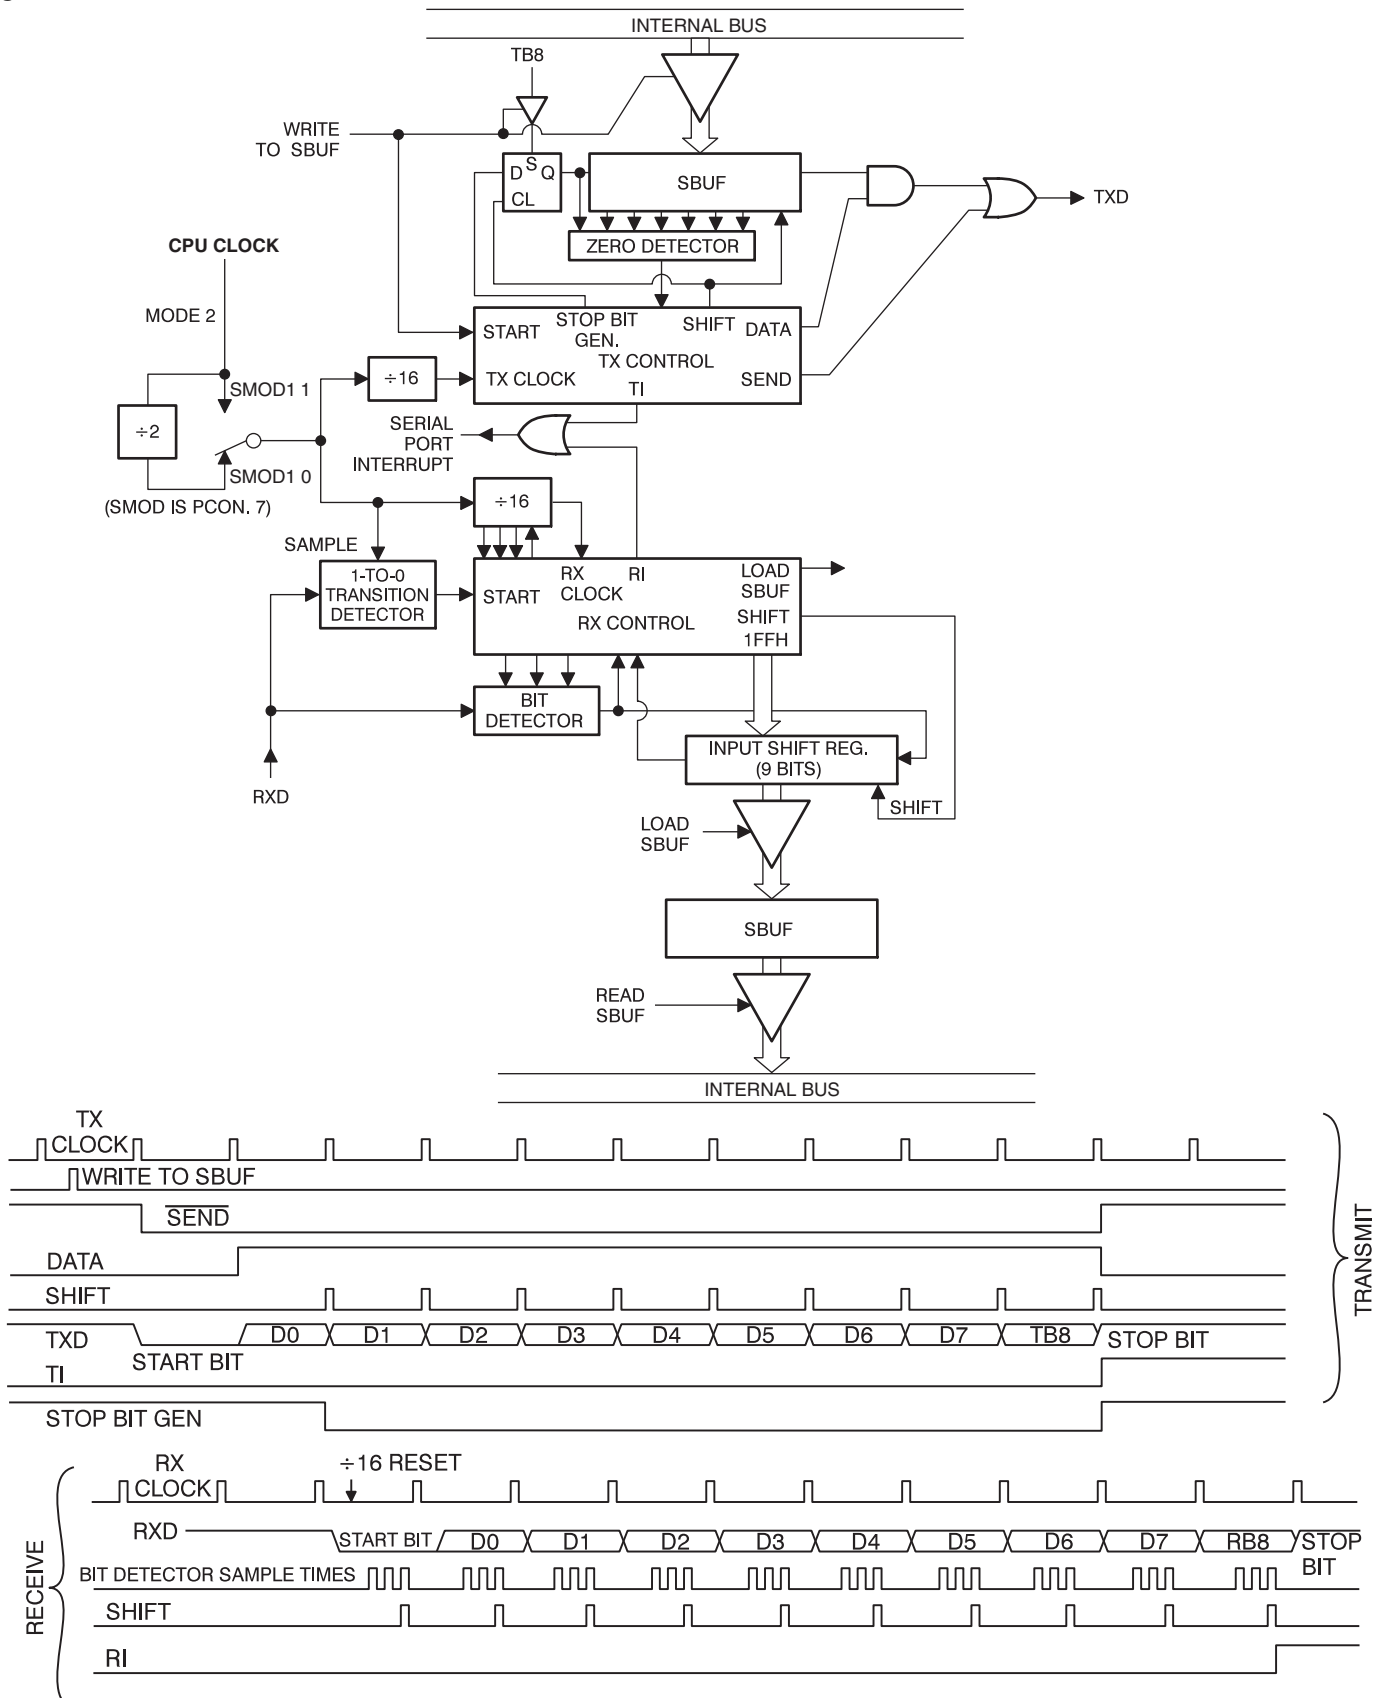 INTERNAL BUS
TB8
WRITE
TO SBUF
D S Q
CL
SBUF
TXD
ZERO DETECTOR
CPU CLOCK
MODE 2
START
STOP BIT
GEN.
SHIFT
DATA
TX CONTROL
÷16
TX CLOCK
TI
SEND
SMOD1 1
÷2
SERIAL
PORT
INTERRUPT
SMOD1 0
(SMOD IS PCON. 7)
÷16
SAMPLE
1-TO-0
TRANSITION
DETECTOR
START
RX
CLOCK
RI
LOAD
SBUF
SHIFT
RX CONTROL
1FFH
BIT
DETECTOR
INPUT SHIFT REG.
(9 BITS)
RXD
SHIFT
LOAD
SBUF
SBUF
READ
SBUF
INTERNAL BUS
TX
CLOCK
WRITE TO SBUF
SEND
DATA
SHIFT
TXD
START BIT
D0 D1 D2 D3 D4 D5 D6 D7 TB8 STOP BIT
TI
STOP BIT GEN
TRANSMIT
RX
CLOCK
÷16 RESET
RXD
START BIT D0 D1 D2 D3 D4 D5 D6 D7 RB8 STOP
BIT
BIT DETECTOR SAMPLE TIMES
SHIFT
RI
RECEIVE